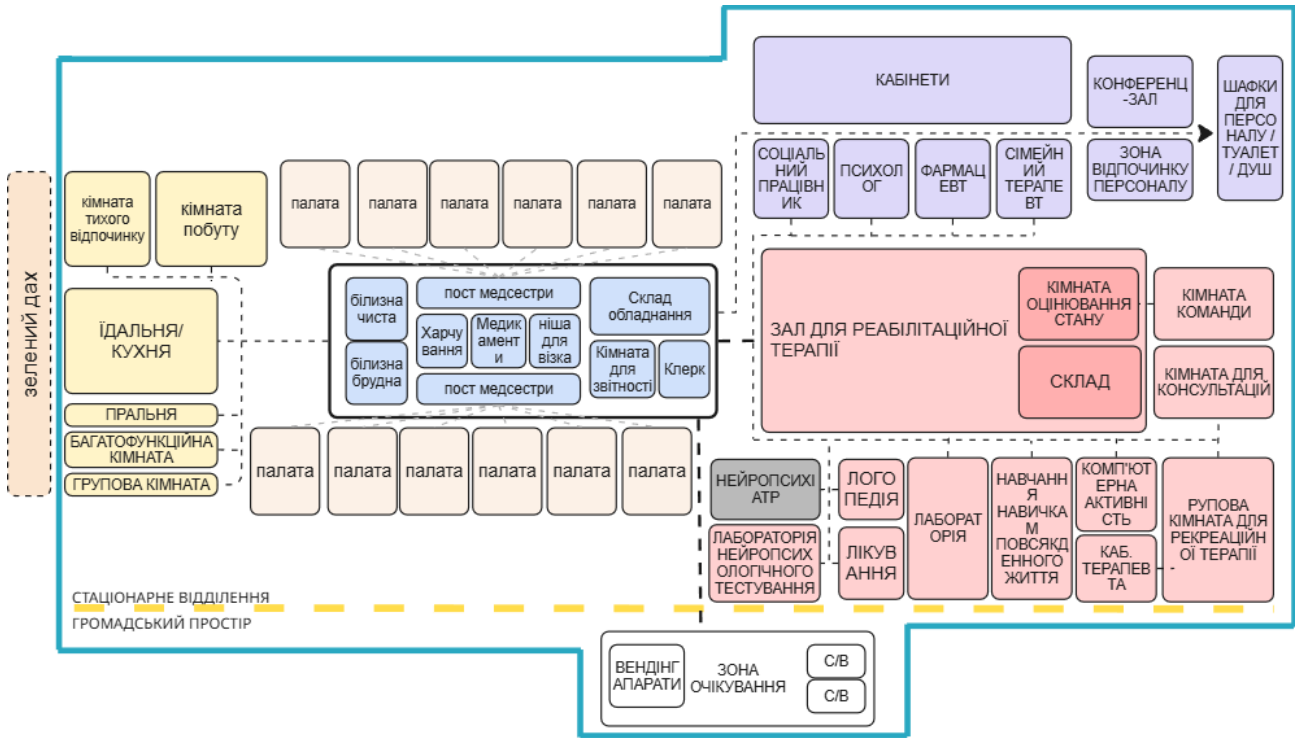 КАБІНЕТИ
КОНФЕРЕНЦ
-ЗАЛ
ШАФКИ
ДЛЯ
ПЕРСО
НАЛУ /
ТУАЛЕТ
/ ДУШ
СОЦІАЛЬ
НИЙ
ПРАЦІВН
ИК
ПСИХОЛ
ОГ
ФАРМАЦ
ЕВТ
СІМЕЙН
ИЙ
ТЕРАПЕ
ВТ
ЗОНА
ВІДПОЧИНКУ
ПЕРСОНАЛУ
зелений дах
кімната
тихого
відпочинку
кімната
побуту
палата
палата
палата
палата
палата
палата
ЇДАЛЬНЯ/
КУХНЯ
ПРАЛЬНЯ
БАГАТОФУНКЦІЙНА
КІМНАТА
ГРУПОВА КІМНАТА
білизна
чиста
білизна
брудна
пост медсестри
Харчу
вання
Медик
амент
и
ніша
для
візка
пост медсестри
Склад
обладнання
Кімната
для
звітності
Клерк
палата
палата
палата
палата
палата
палата
ЗАЛ ДЛЯ РЕАБІЛІТАЦІЙНОЇ
ТЕРАПІЇ
КІМНАТА
ОЦІНЮВАННЯ
СТАНУ
СКЛАД
КІМНАТА
КОМАНДИ
КІМНАТА ДЛЯ
КОНСУЛЬТАЦІЙ
НЕЙРОПСИХІ
АТР
ЛАБОРАТОРІЯ
НЕЙРОПСИХ
ОЛОГІЧНОГО
ТЕСТУВАННЯ
ЛОГО
ПЕДІЯ
ЛІКУВ
АННЯ
ЛАБОРАТ
ОРІЯ
НАВЧАНН
Я
НАВИЧКА
М
ПОВСЯКД
ЕННОГО
ЖИТТЯ
КОМП'ЮТ
ЕРНА
АКТИВНІ
СТЬ
КАБ.
ТЕРАПЕВ
ТА
РУПОВА
КІМНАТА ДЛЯ
РЕКРЕАЦІЙН
ОЇ ТЕРАПІЇ
СТАЦІОНАРНЕ ВІДДІЛЕННЯ
ГРОМАДСЬКИЙ ПРОСТІР
ВЕНДІНГ
АПАРАТИ
ЗОНА
ОЧІКУВАННЯ
С/В
С/В